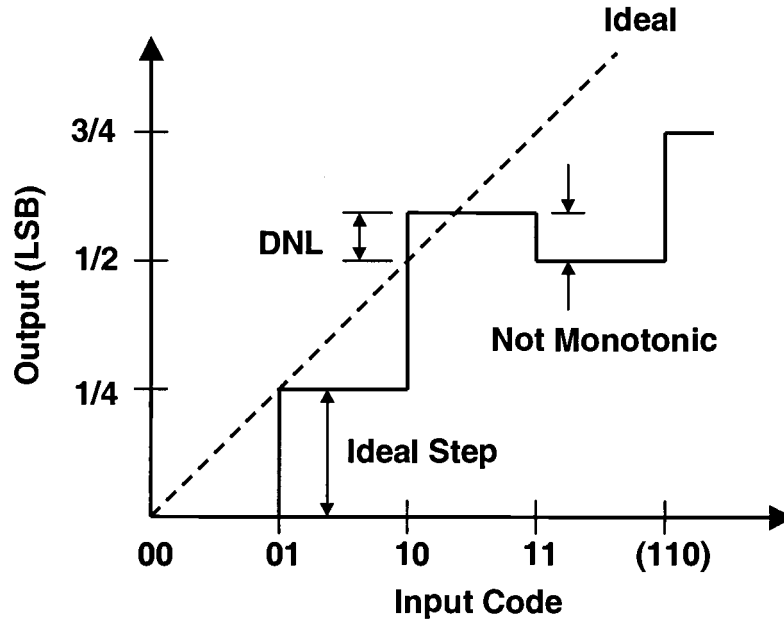 Ideal
3/4
DNL
1/2
Output (LSB)
Not Monotonic
1/4
Ideal Step
00 01 10 11 (110)
Input Code